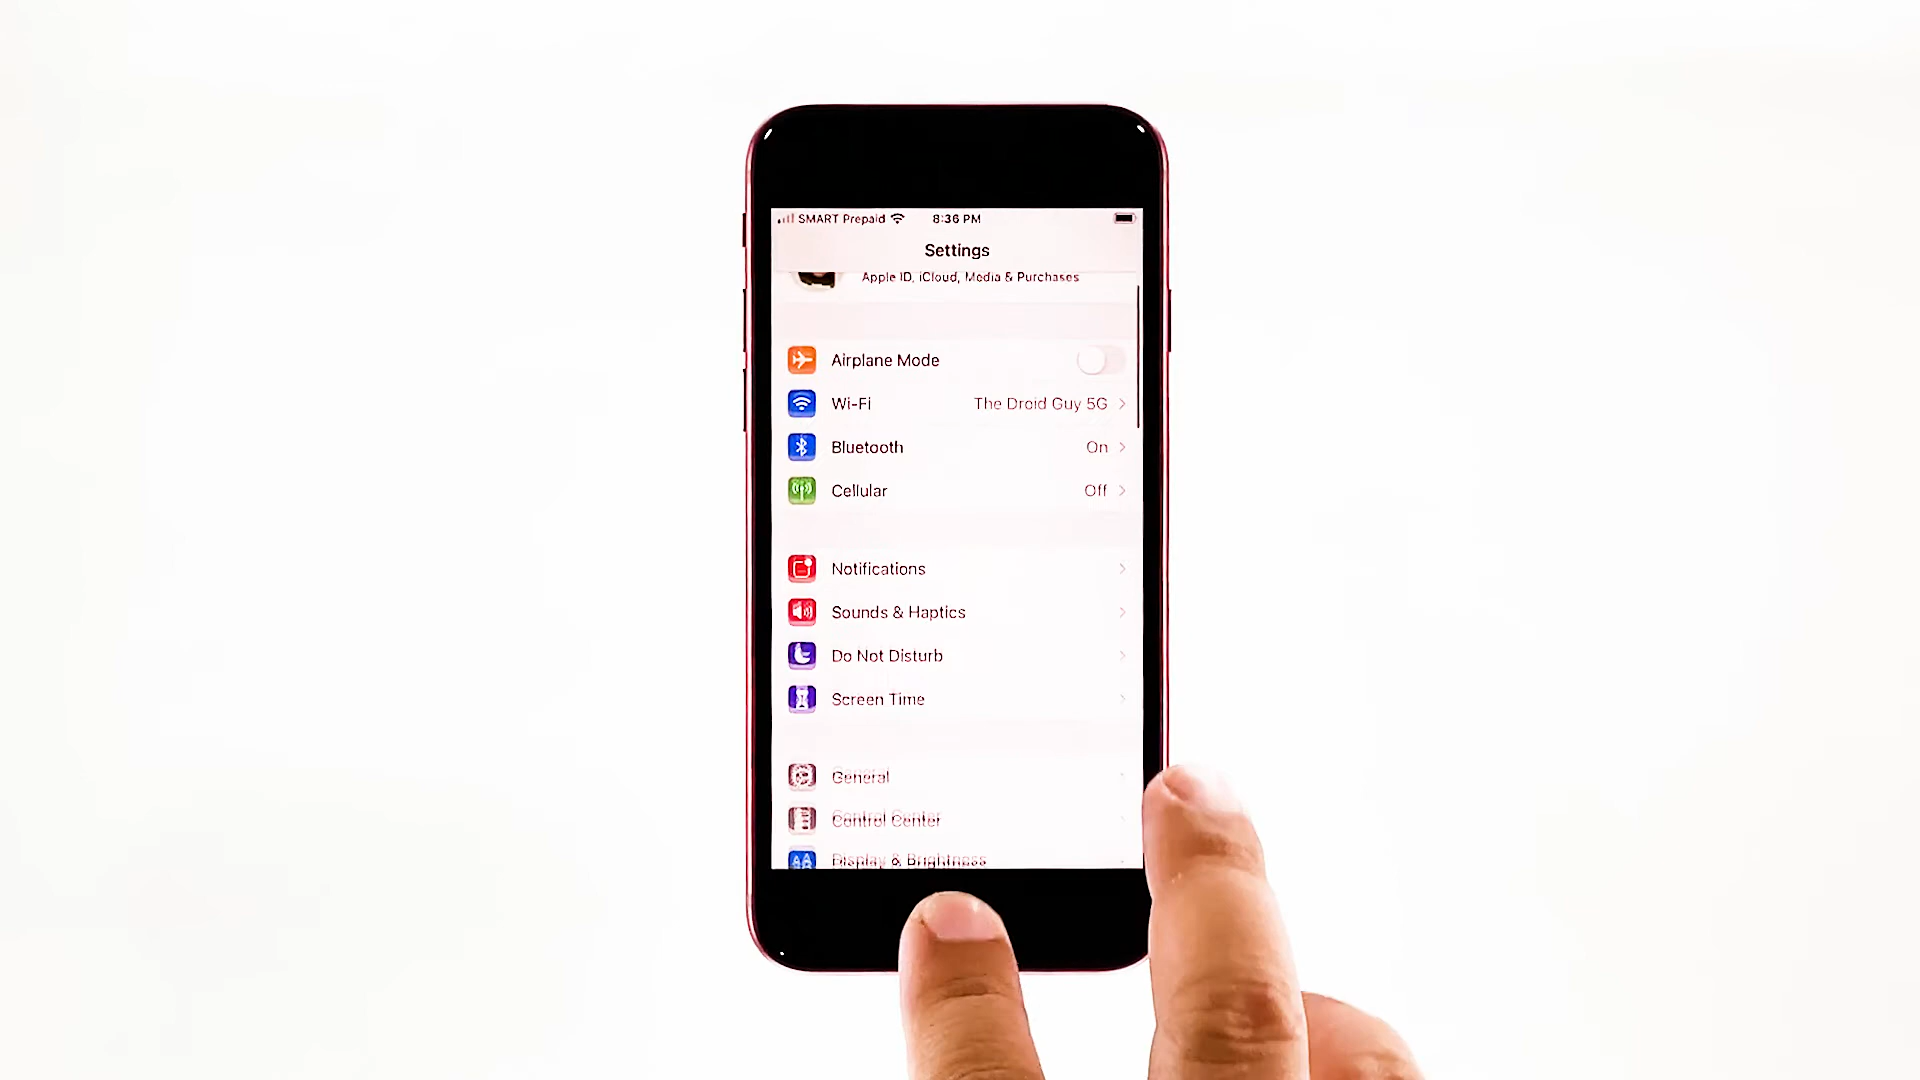 SMART Prepaid 8:36 PM
Settings
Apple ID, iCloud, Media & Purchases
Airplane Mode
Wi-Fi The Droid Guy 5G
Bluetooth On
Cellular Off
Notifications
Sounds & Haptics
Do Not Disturb
Screen Time
General
Control Center
Display & Brightness